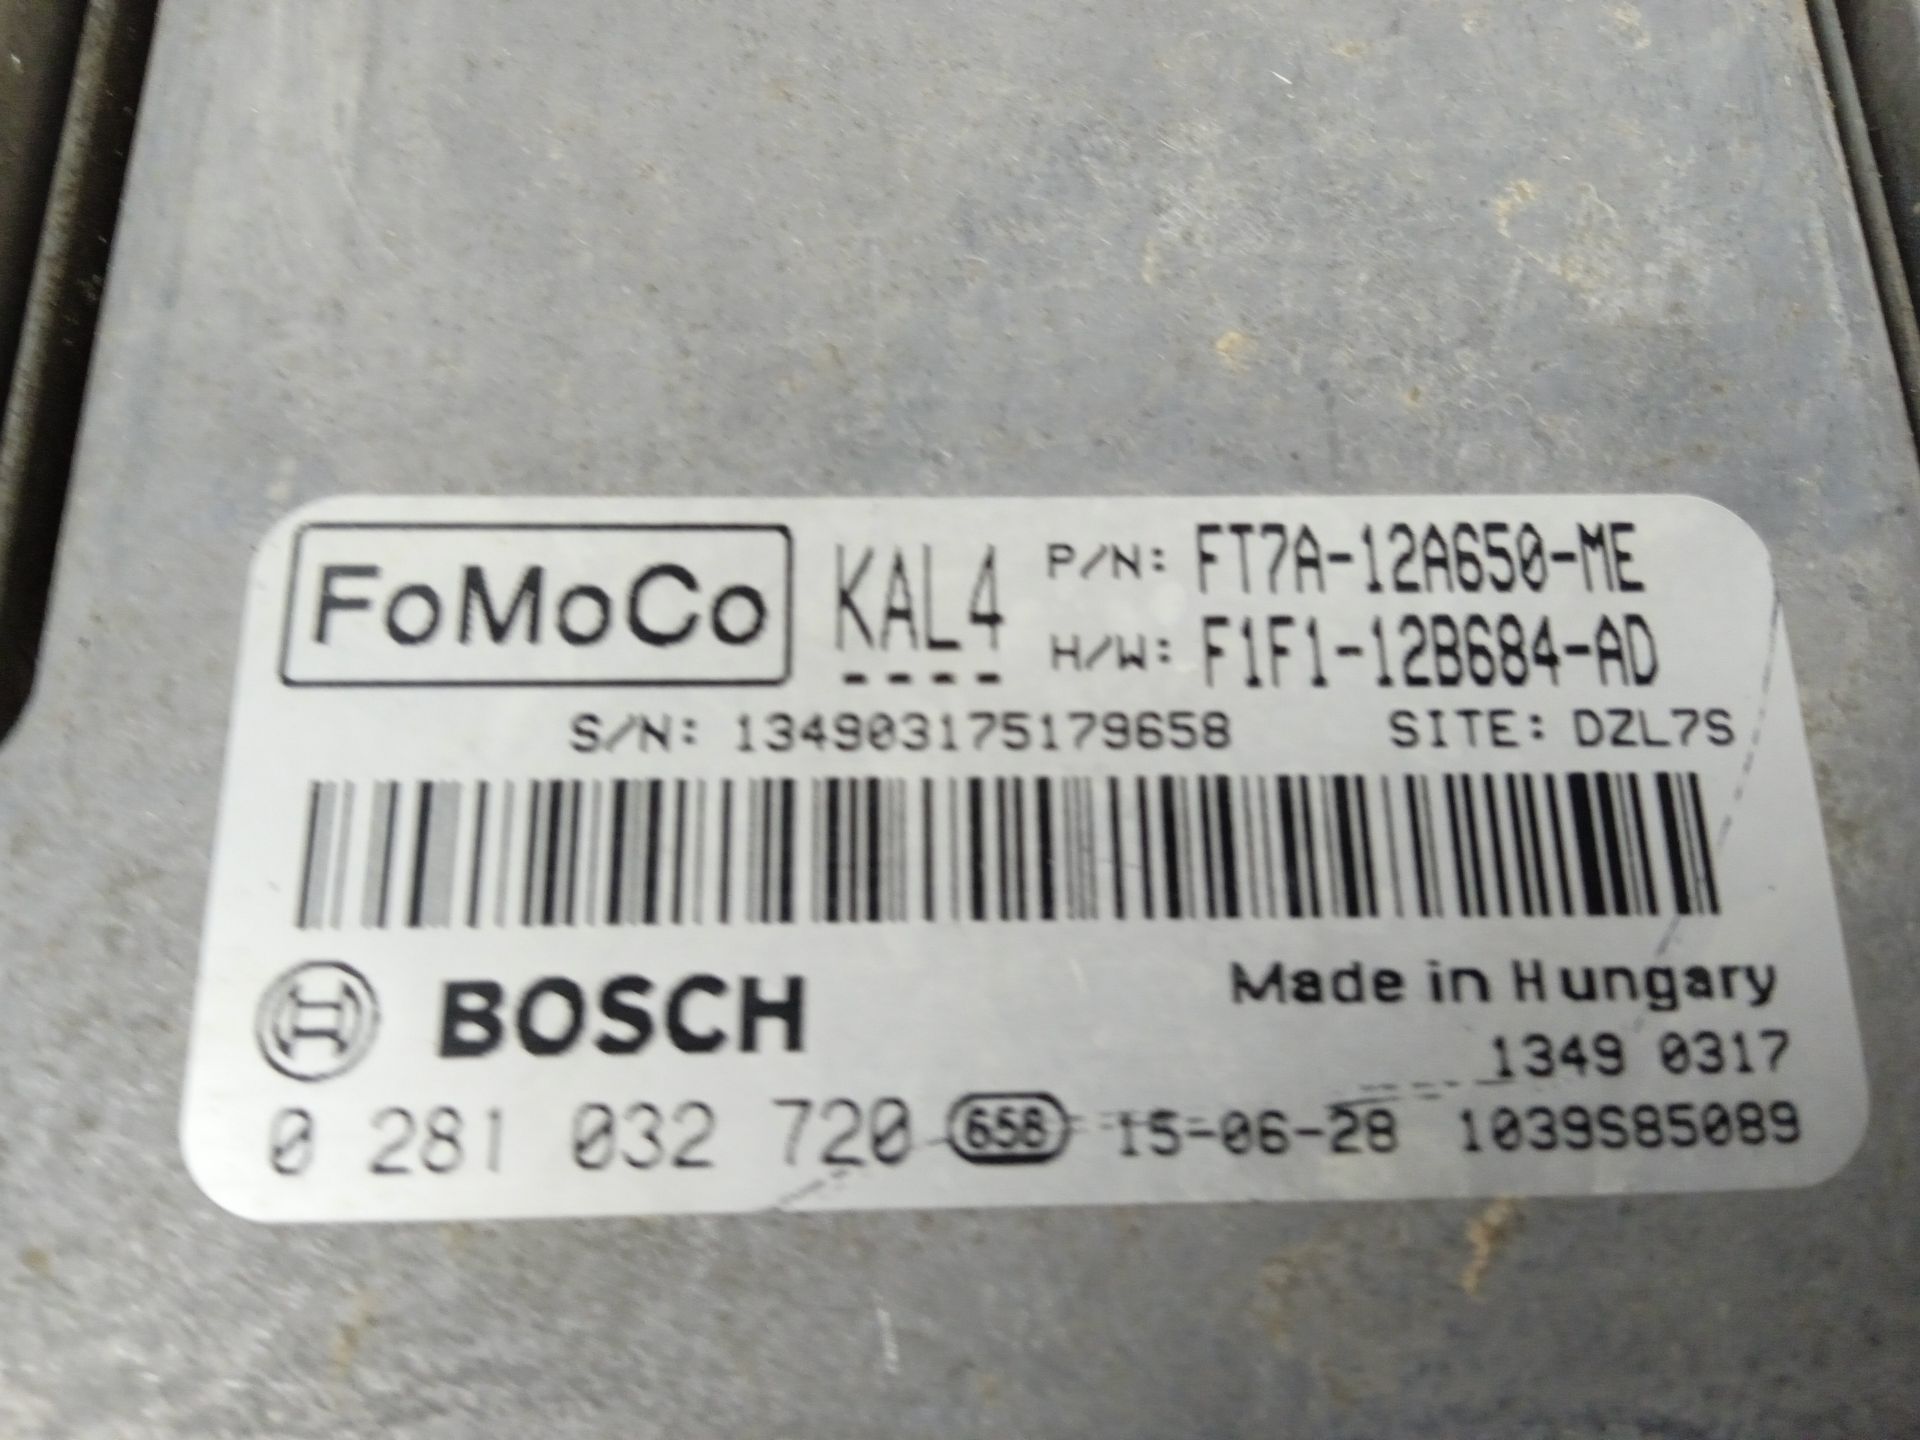 FoMoCo KAL4 P/N: FT7A-12A650-ME
H/W: F1F1-12B684-AD
S/N: 134903175179658 SITE: DZL7S
BOSCH Made in Hungary
1349 0317
0 281 032 720 658 15-06-28 1039S85089